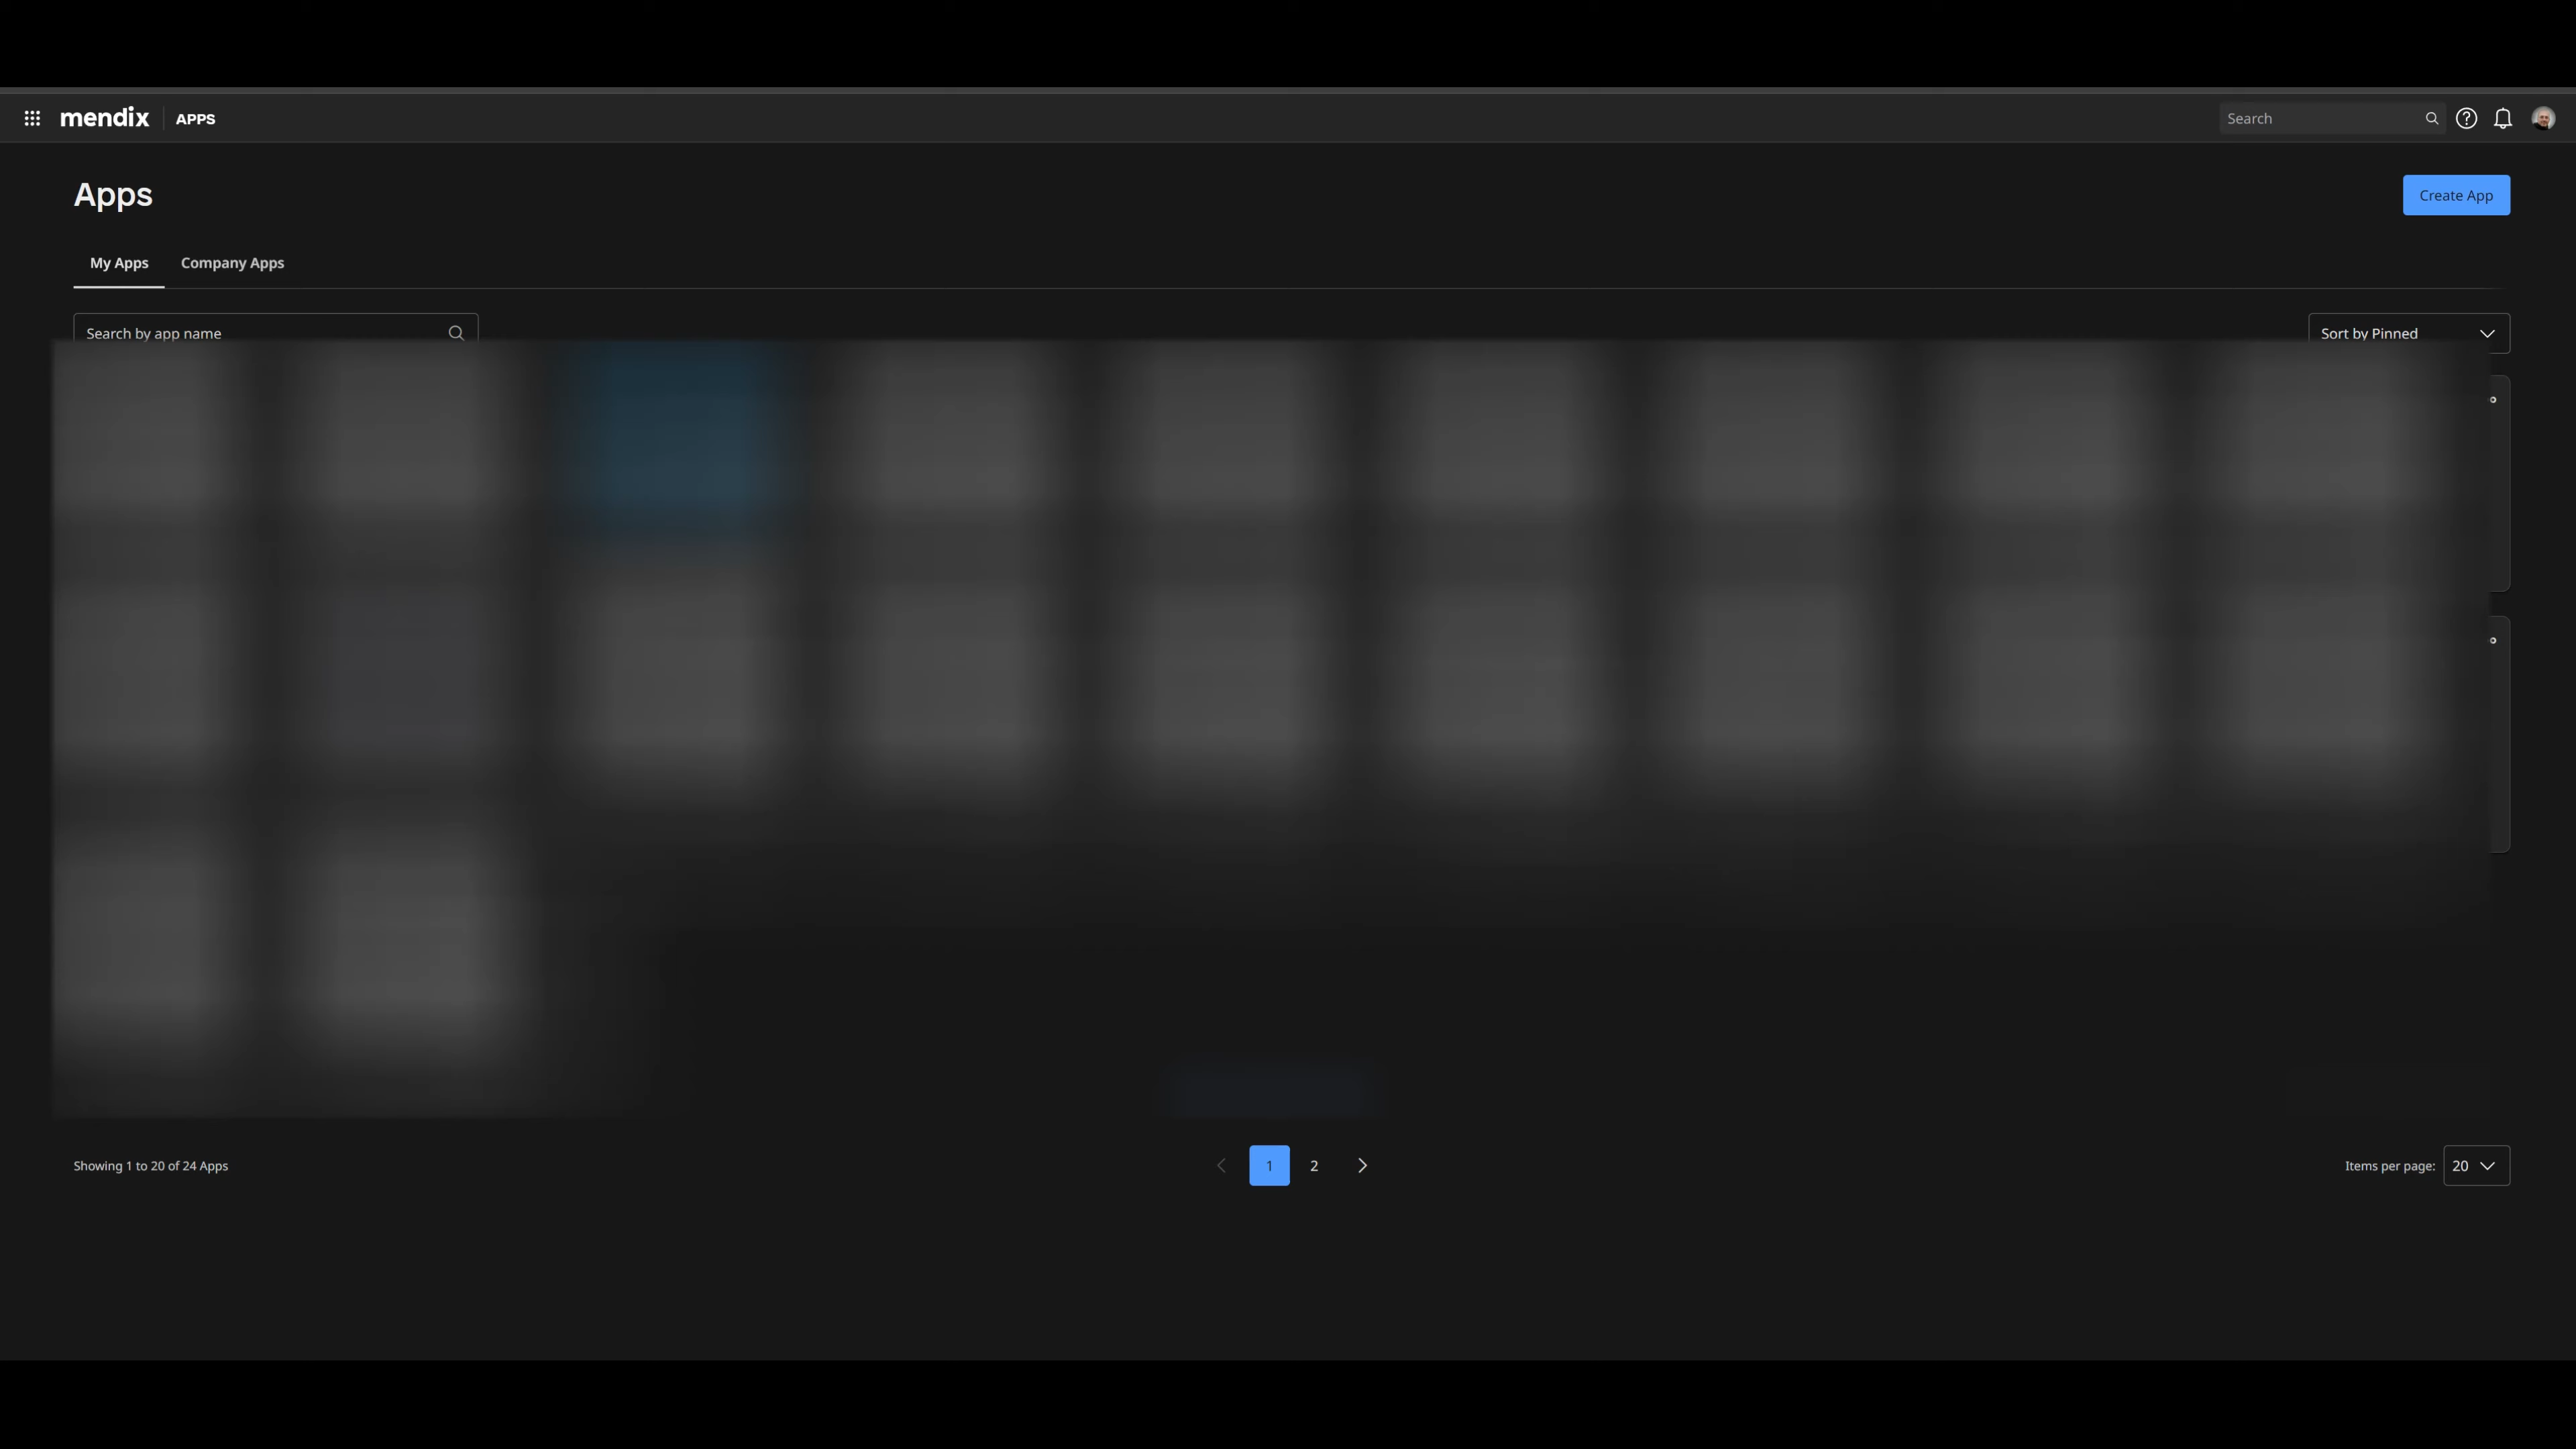 mendix APPS Search
Apps Create App
My Apps Company Apps
Search by app name Sort by Pinned
Showing 1 to 20 of 24 Apps 1 2 Items per page: 20